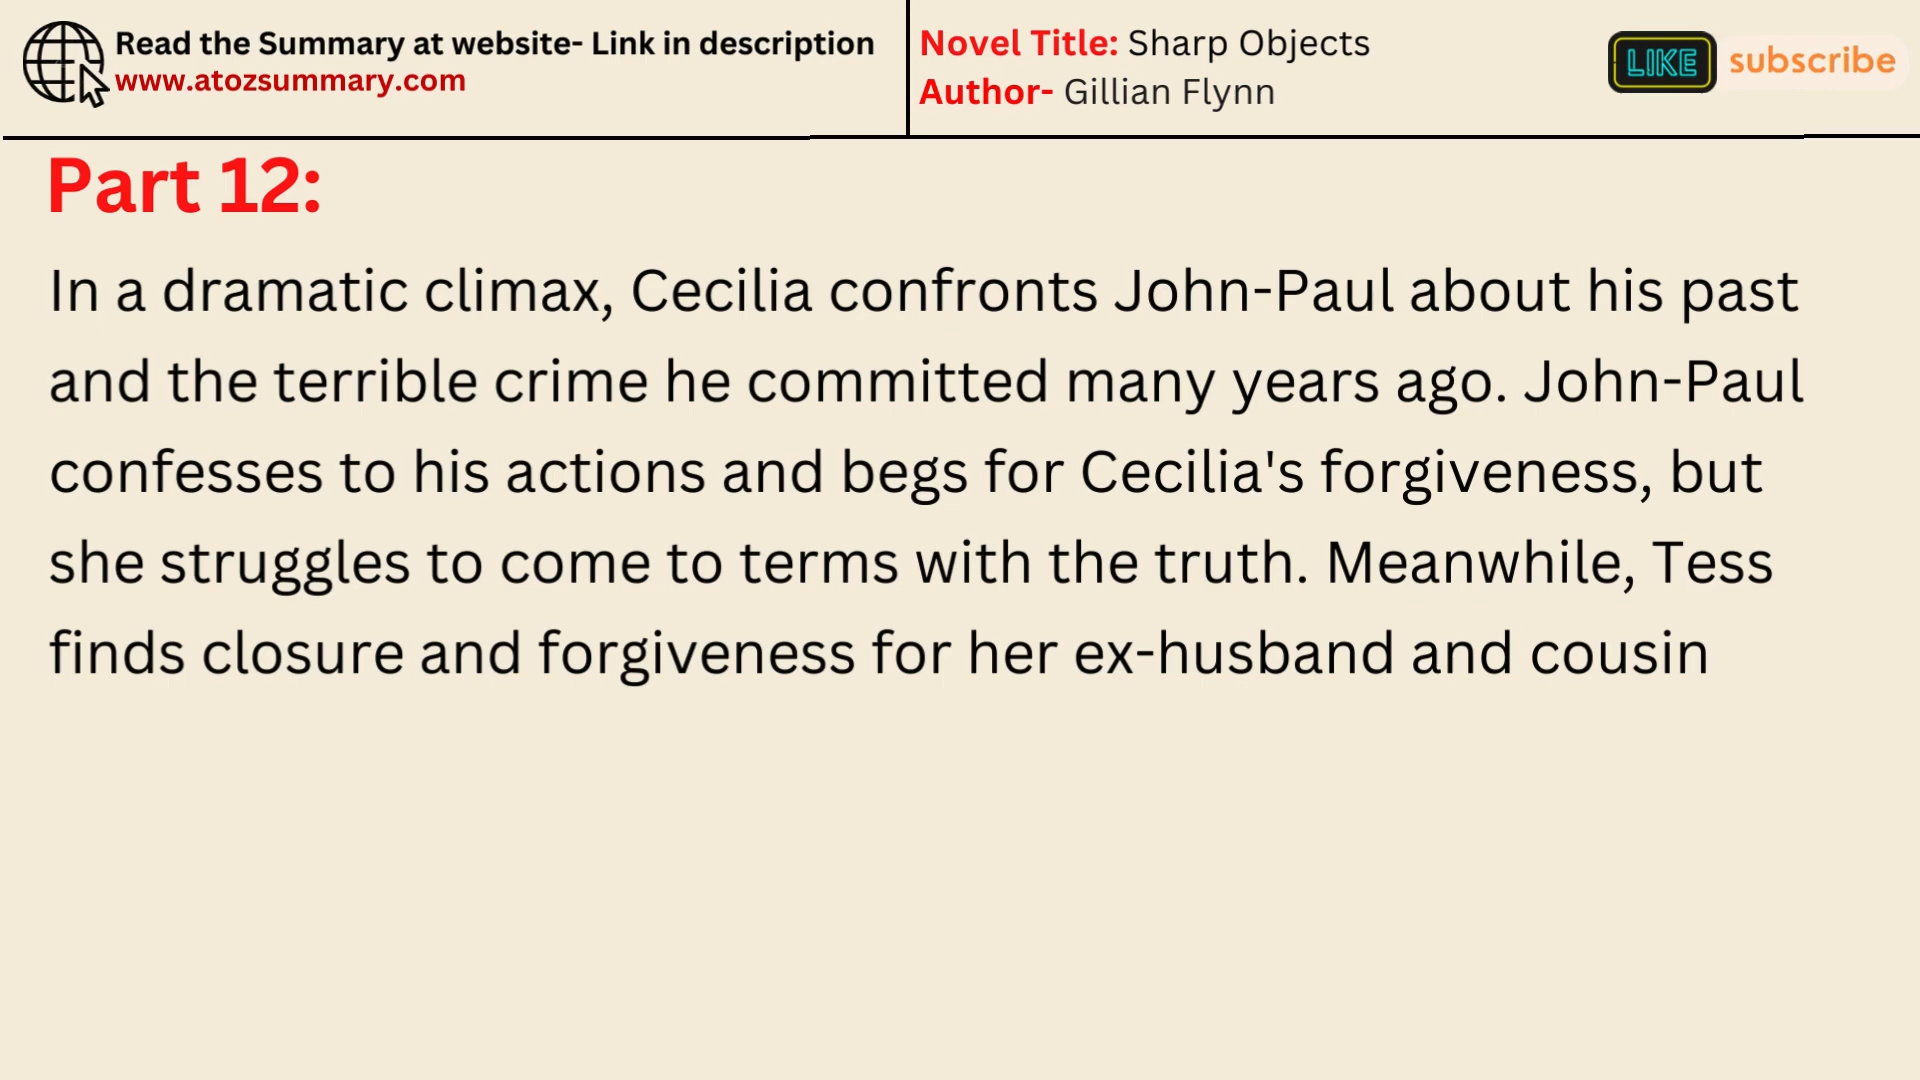 Read the Summary at website- Link in description
www.atozsummary.com
Novel Title: Sharp Objects
Author- Gillian Flynn
LIKE
subscribe
Part 12:
In a dramatic climax, Cecilia confronts John-Paul about his past
and the terrible crime he committed many years ago. John-Paul
confesses to his actions and begs for Cecilia's forgiveness, but
she struggles to come to terms with the truth. Meanwhile, Tess
finds closure and forgiveness for her ex-husband and cousin